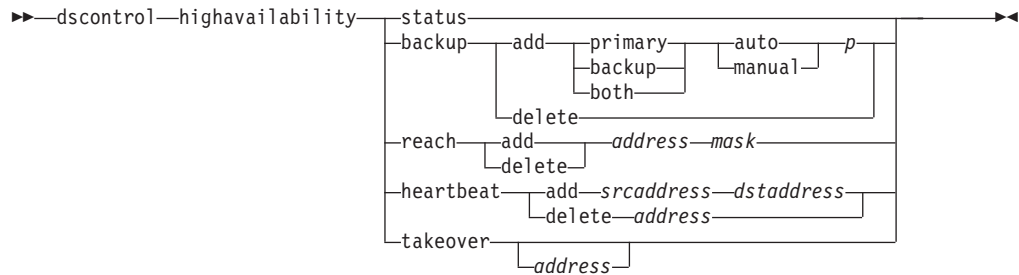 dscontrol highavailability status
backup add primary auto p
backup manual
both
delete
reach add address mask
delete
heartbeat add srcaddress dstaddress
delete address
takeover
address